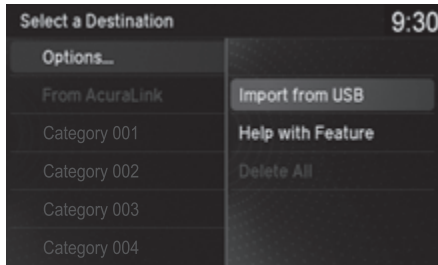 Select a Destination
9:30
Options...
From AcuraLink
Category 001
Category 002
Category 003
Category 004
Import from USB
Help with Feature
Delete All